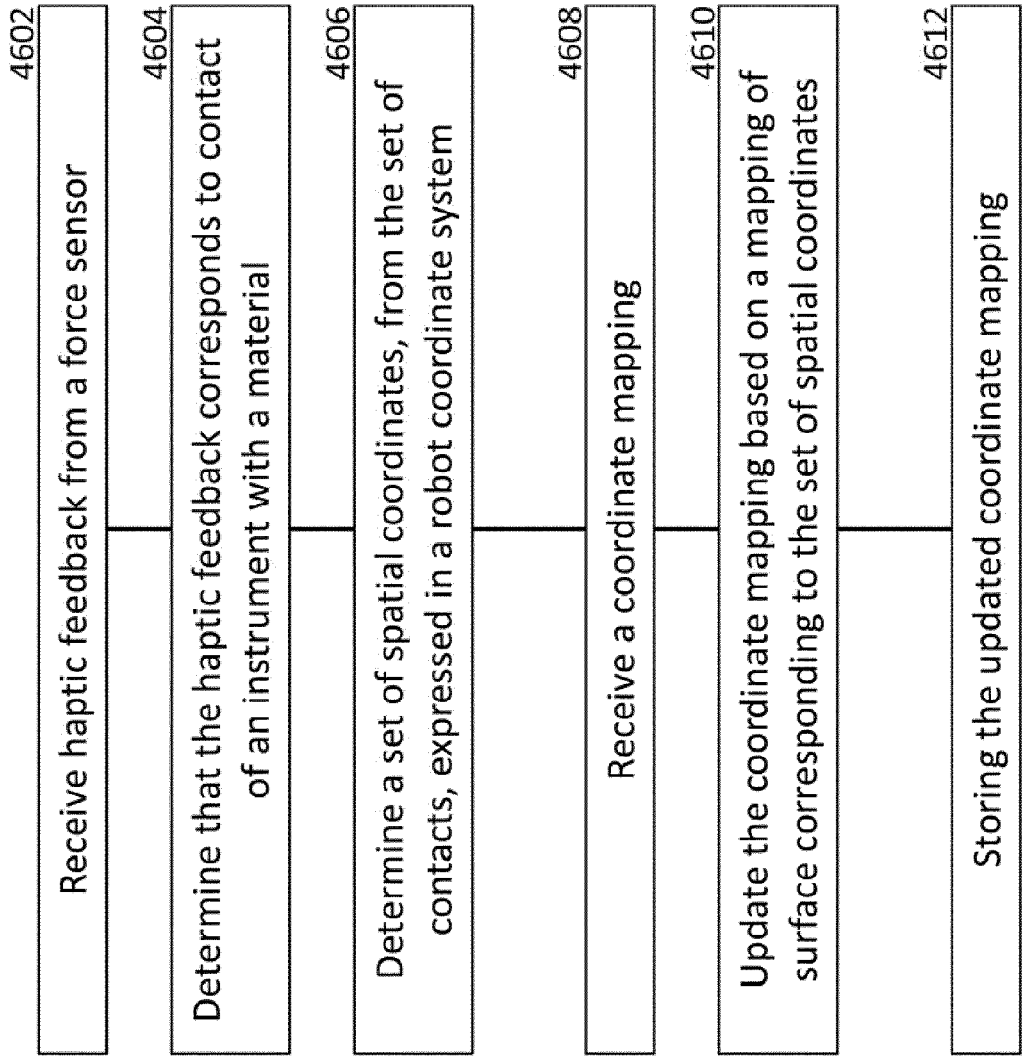 4602
Receive haptic feedback from a force sensor
4604
Determine that the haptic feedback corresponds to contact
of an instrument with a material
4606
Determine a set of spatial coordinates, from the set of
contacts, expressed in a robot coordinate system
4608
Receive a coordinate mapping
4610
Update the coordinate mapping based on a mapping of
surface corresponding to the set of spatial coordinates
4612
Storing the updated coordinate mapping